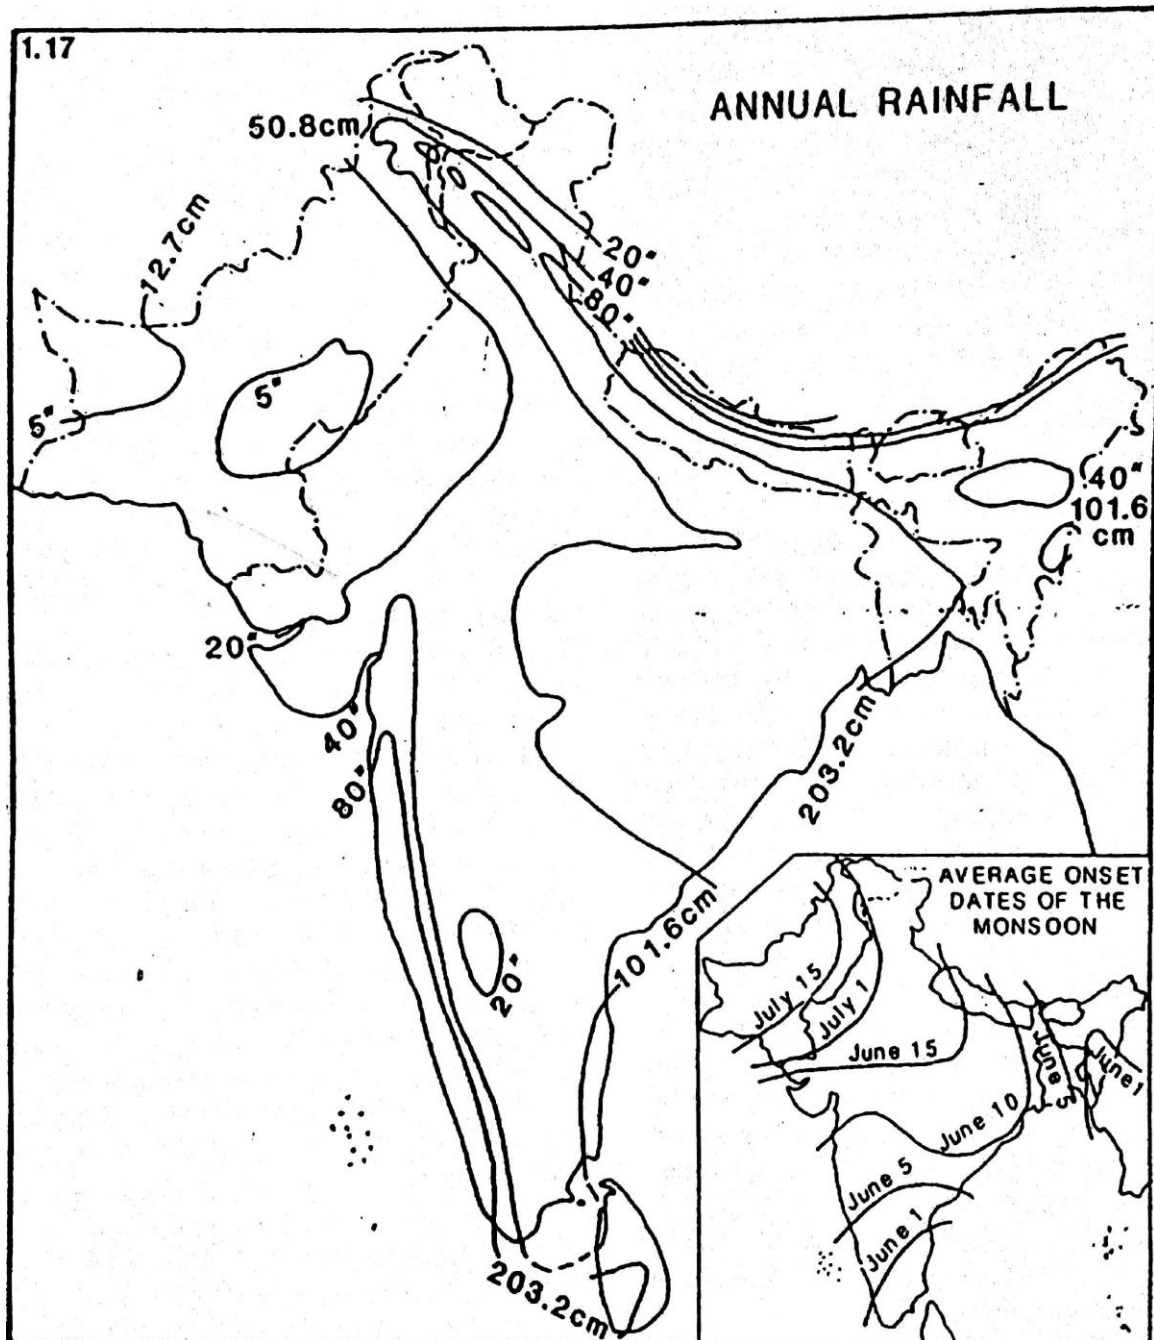 1.17
ANNUAL RAINFALL
50.8cm
12.7cm
20"
40"
80"
5"
5"
40"
101.6
cm
20"
40"
80"
203.2cm
101.6cm
20"
203.2cm
AVERAGE ONSET
DATES OF THE
MONSOON
July 15
July 1
June 15
June 5
June 1
June 10
June 5
June 1